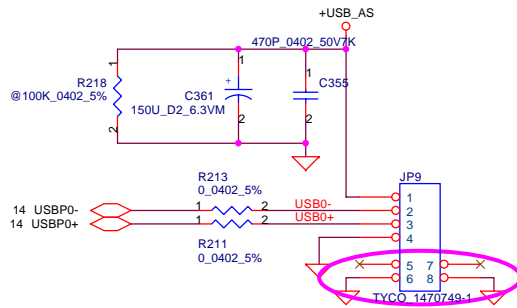 +USB_AS
470P_0402_50V7K
1
1
1
R218
@100K_0402_5%
C361
150U_D2_6.3VM
C355
+
2
2
2
R213
0_0402_5%
JP9
14 USBP0-
1
2
USB0-
1
2
14 USBP0+
1
2
USB0+
3
4
R211
0_0402_5%
5
7
6
8
TYCO_1470749-1